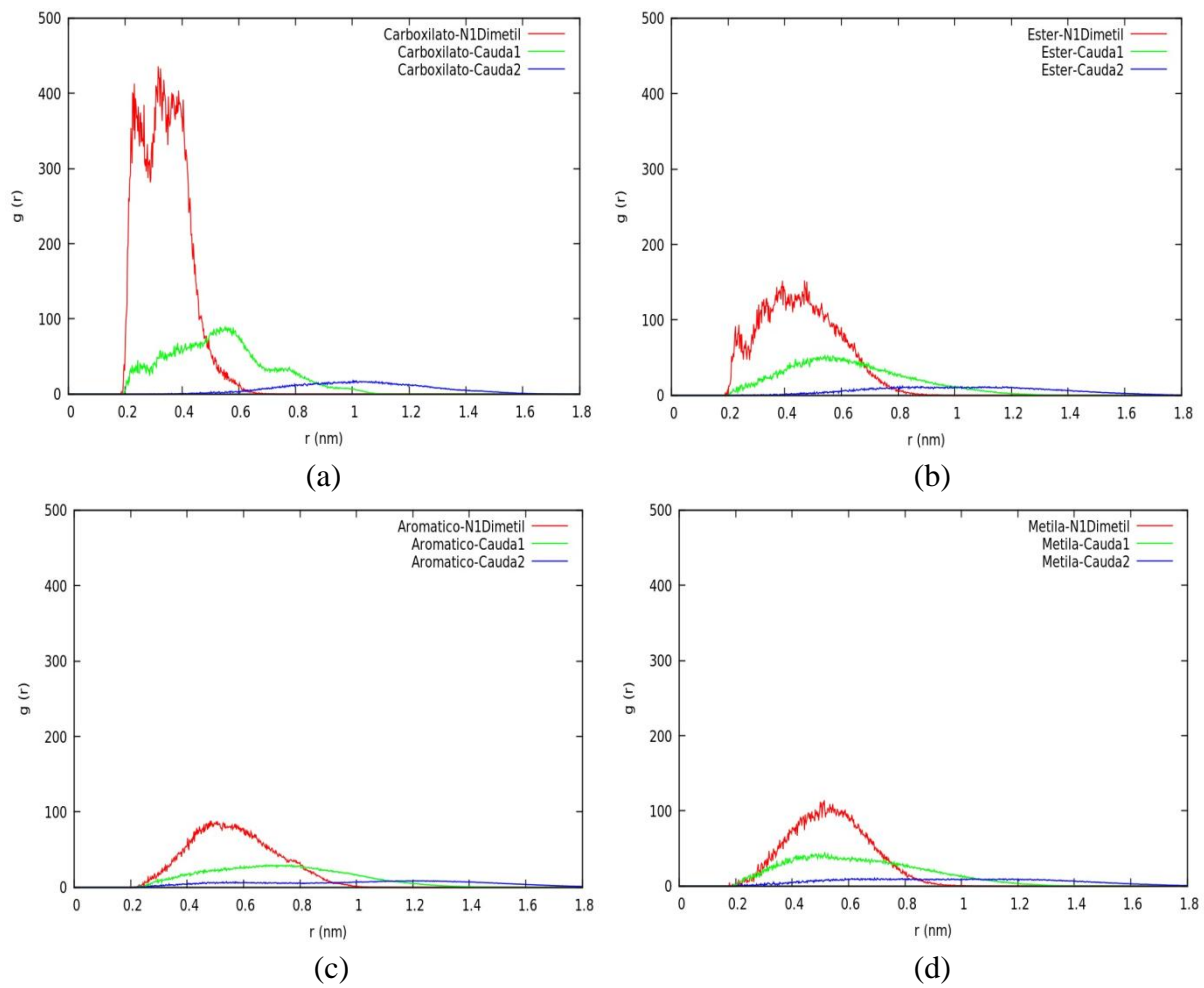 500
400
300
200
100
0
g (r)
Carboxilato-N1Dimetil
Carboxilato-Cauda1
Carboxilato-Cauda2
0 0.2 0.4 0.6 0.8 1 1.2 1.4 1.6 1.8
r (nm)
(a)
500
400
300
200
100
0
g (r)
Ester-N1Dimetil
Ester-Cauda1
Ester-Cauda2
0 0.2 0.4 0.6 0.8 1 1.2 1.4 1.6 1.8
r (nm)
(b)
500
400
300
200
100
0
g (r)
Aromatico-N1Dimetil
Aromatico-Cauda1
Aromatico-Cauda2
0 0.2 0.4 0.6 0.8 1 1.2 1.4 1.6 1.8
r (nm)
(c)
500
400
300
200
100
0
g (r)
Metila-N1Dimetil
Metila-Cauda1
Metila-Cauda2
0 0.2 0.4 0.6 0.8 1 1.2 1.4 1.6 1.8
r (nm)
(d)